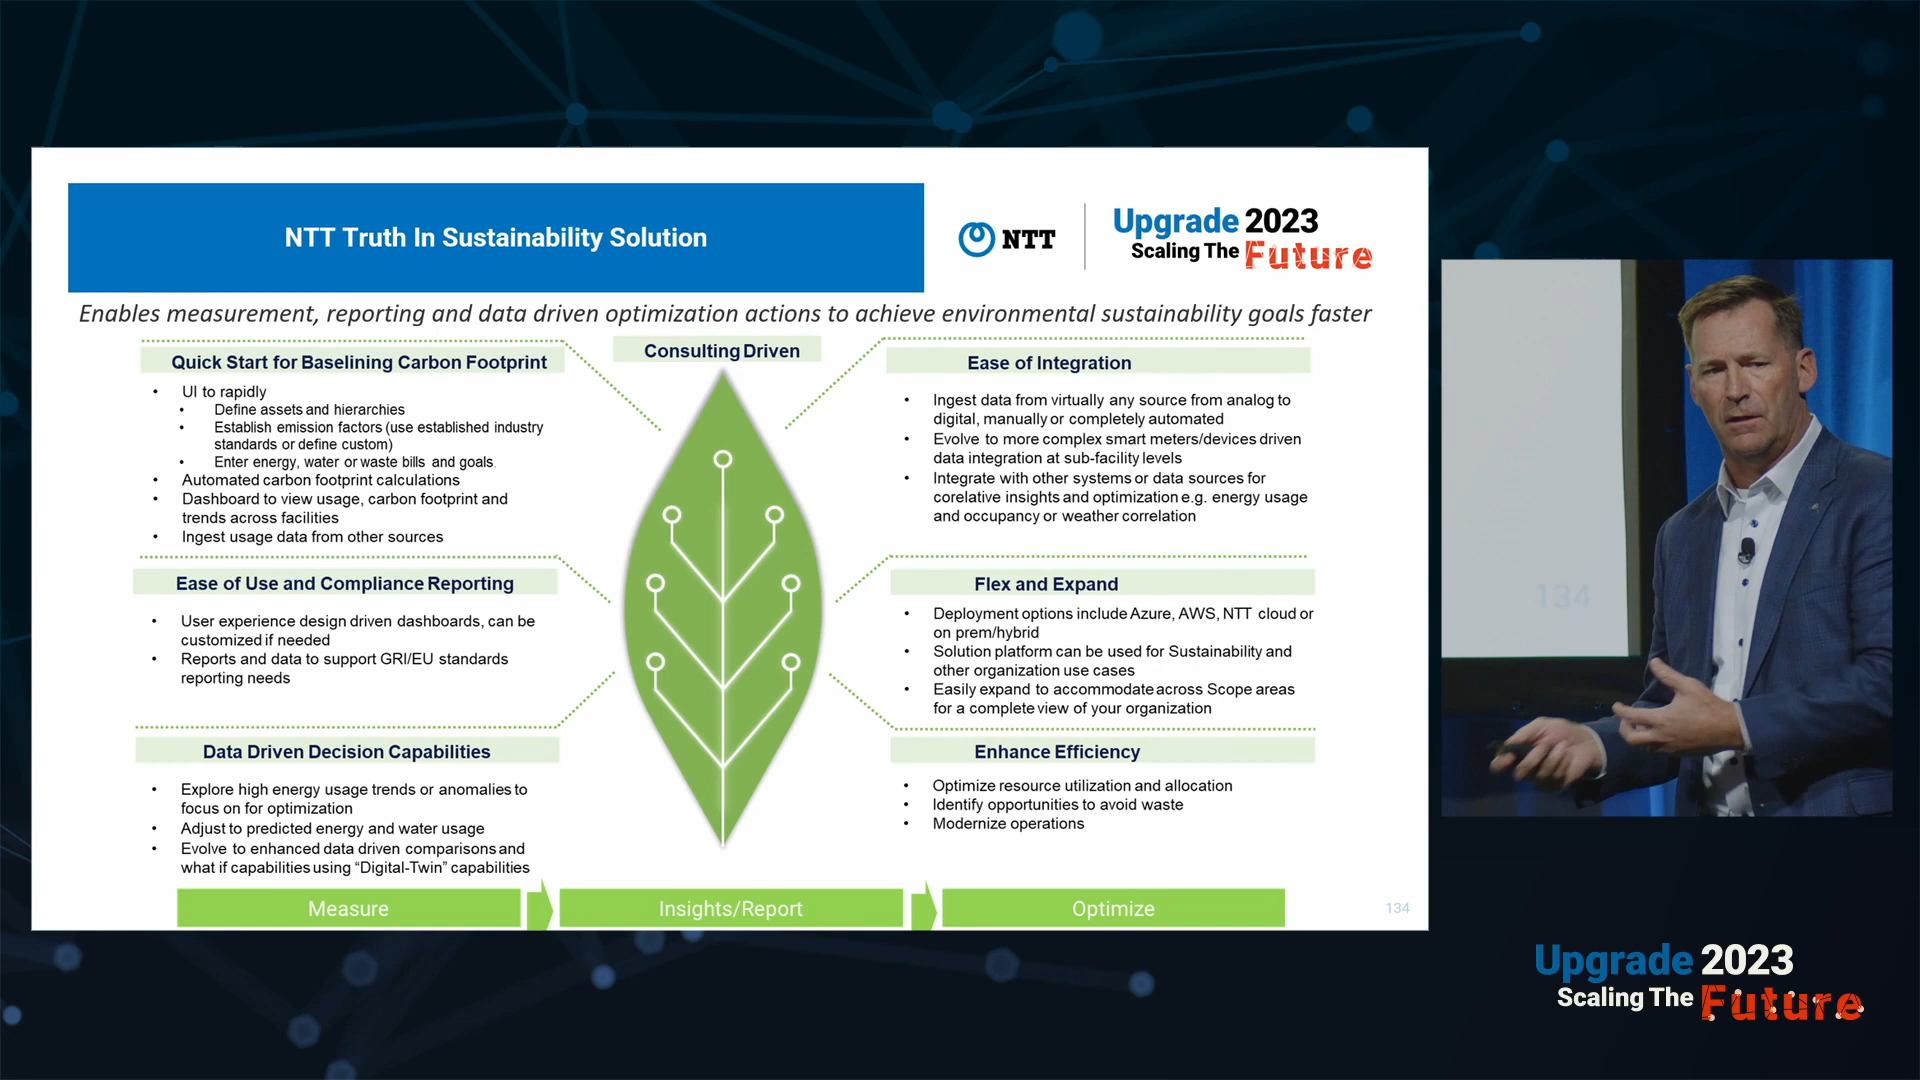 NTT Truth In Sustainability Solution
NTT
Upgrade 2023
Scaling The Future
Enables measurement, reporting and data driven optimization actions to achieve environmental sustainability goals faster
Quick Start for Baselining Carbon Footprint
• UI to rapidly
• Define assets and hierarchies
• Establish emission factors (use established industry
standards or define custom)
• Enter energy, water or waste bills and goals.
• Automated carbon footprint calculations
• Dashboard to view usage, carbon footprint and
trends across facilities
• Ingest usage data from other sources
Ease of Use and Compliance Reporting
• User experience design driven dashboards, can be
customized if needed
• Reports and data to support GRI/EU standards
reporting needs
Data Driven Decision Capabilities
• Explore high energy usage trends or anomalies to
focus on for optimization
• Adjust to predicted energy and water usage
• Evolve to enhanced data driven comparisons and
what if capabilities using “Digital-Twin” capabilities
Consulting Driven
Ease of Integration
• Ingest data from virtually any source from analog to
digital, manually or completely automated
• Evolve to more complex smart meters/devices driven
data integration at sub-facility levels
• Integrate with other systems or data sources for
corelative insights and optimization e.g. energy usage
and occupancy or weather correlation
Flex and Expand
• Deployment options include Azure, AWS, NTT cloud or
on prem/hybrid
• Solution platform can be used for Sustainability and
other organization use cases
• Easily expand to accommodate across Scope areas
for a complete view of your organization
Enhance Efficiency
• Optimize resource utilization and allocation
• Identify opportunities to avoid waste
• Modernize operations
Measure
Insights/Report
Optimize
134
134
Upgrade 2023
Scaling The Future